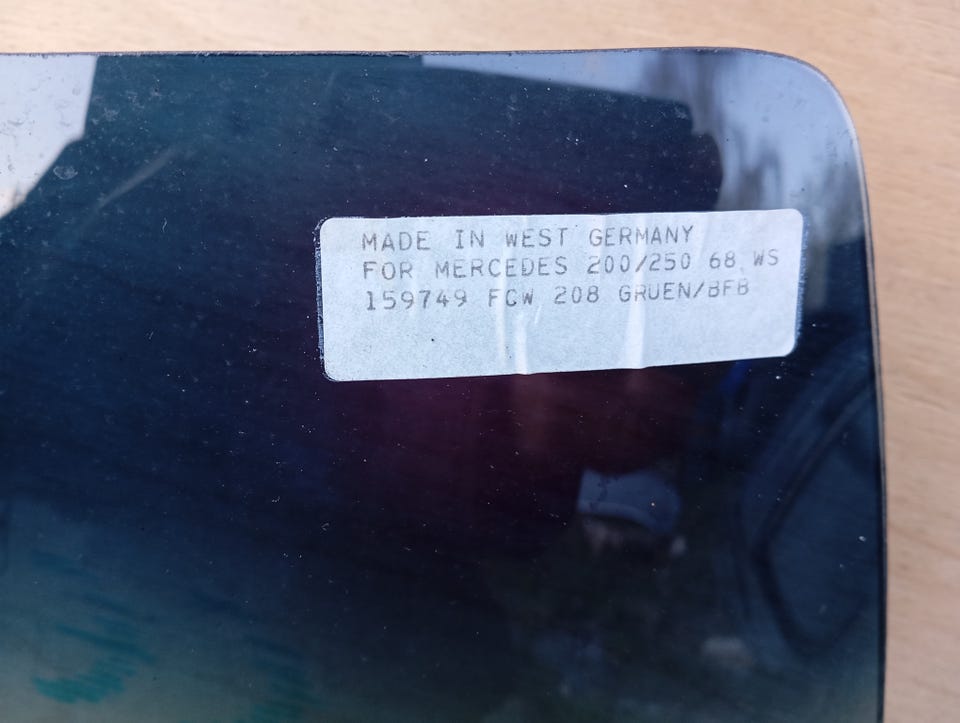 MADE IN WEST GERMANY
FOR MERCEDES 200/250 68 WS
159749 FCW 208 GRUEN/BFB